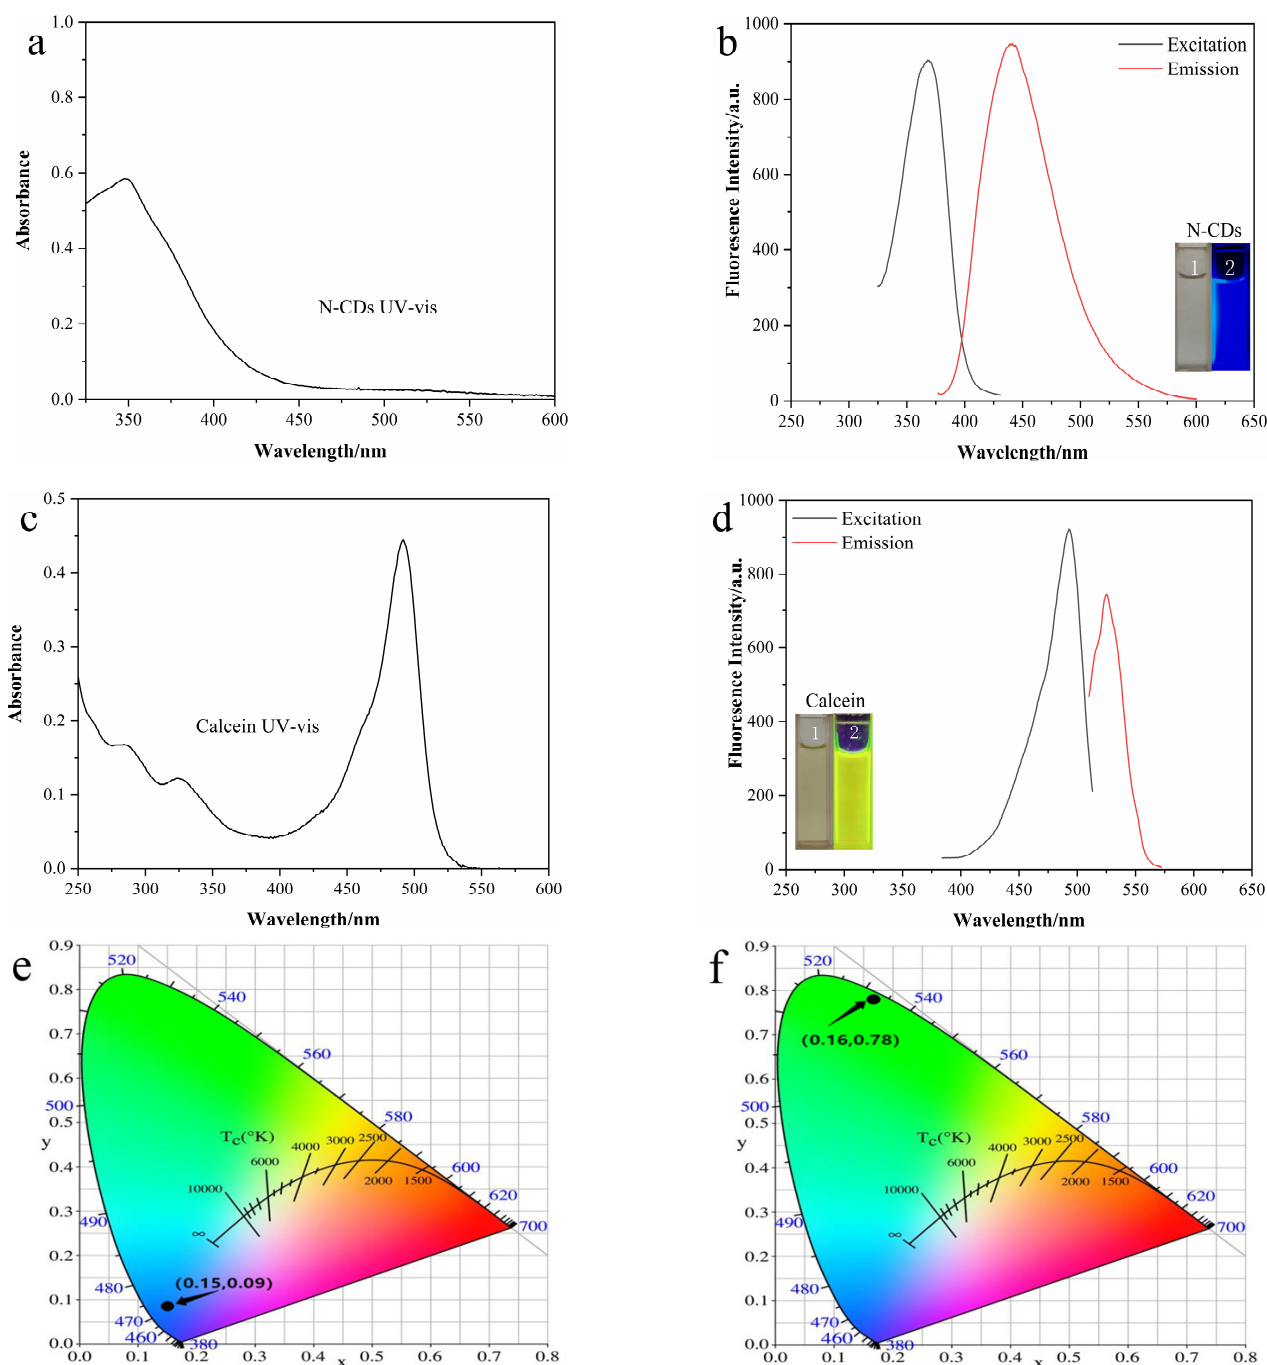 a
1.0
0.8
0.6
0.4
0.2
0.0
Absorbance
N-CDs UV-vis
350 400 450 500 550 600
Wavelength/nm
b
1000
800
600
400
200
0
Fluoresence Intensity/a.u.
Excitation
Emission
N-CDs
1 2
250 300 350 400 450 500 550 600 650
Wavelength/nm
c
0.5
0.4
0.3
0.2
0.1
0.0
Absorbance
Calcein UV-vis
250 300 350 400 450 500 550 600
Wavelength/nm
d
1000
800
600
400
200
0
Fluoresence Intensity/a.u.
Excitation
Emission
Calcein
1 2
250 300 350 400 450 500 550 600 650
Wavelength/nm
e
0.9
0.8
0.7
0.6
0.5
y
0.4
0.3
0.2
0.1
0.0
520
540
560
580
600
620
700
500
490
480
470
460
380
Tc(°K)
∞
10000
6000
4000
3000
2500
2000
1500
(0.15,0.09)
0.0 0.1 0.2 0.3 0.4 0.5 0.6 0.7 0.8
x
f
0.9
0.8
0.7
0.6
0.5
y
0.4
0.3
0.2
0.1
0.0
520
540
560
580
600
620
700
500
490
480
470
460
380
(0.16,0.78)
Tc(°K)
∞
10000
6000
4000
3000
2500
2000
1500
0.0 0.1 0.2 0.3 0.4 0.5 0.6 0.7 0.8
x